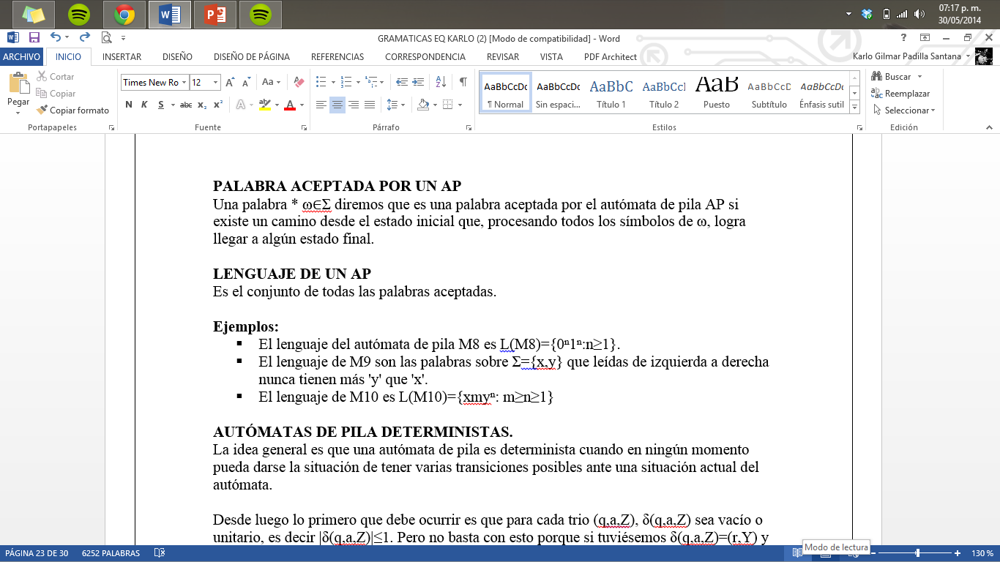 07:17 p. m.
30/05/2014
GRAMATICAS EQ KARLO (2) [Modo de compatibilidad] - Word
ARCHIVO INICIO INSERTAR DISEÑO DISEÑO DE PÁGINA REFERENCIAS CORRESPONDENCIA REVISAR VISTA PDF Architect Karlo Gilmar Padilla Santana
Pegar
Cortar
Copiar
Copiar formato
Portapapeles
Times New Ro 12
N K S abc x₂ x²
Fuente
Párrafo
AaBbCcDc AaBbCcDc AaBbC AaBbCcI AaB AaBbCcD AaBbCcDc
¶ Normal Sin espaci... Título 1 Título 2 Puesto Subtítulo Énfasis sutil
Estilos
Buscar
Reemplazar
Seleccionar
Edición
PALABRA ACEPTADA POR UN AP
Una palabra * ω∈Σ diremos que es una palabra aceptada por el autómata de pila AP si
existe un camino desde el estado inicial que, procesando todos los símbolos de ω, logra
llegar a algún estado final.
LENGUAJE DE UN AP
Es el conjunto de todas las palabras aceptadas.
Ejemplos:
▪ El lenguaje del autómata de pila M8 es L(M8)={0ⁿ1ⁿ:n≥1}.
▪ El lenguaje de M9 son las palabras sobre Σ={x,y} que leídas de izquierda a derecha
nunca tienen más 'y' que 'x'.
▪ El lenguaje de M10 es L(M10)={xmyⁿ: m≥n≥1}
AUTÓMATAS DE PILA DETERMINISTAS.
La idea general es que una autómata de pila es determinista cuando en ningún momento
pueda darse la situación de tener varias transiciones posibles ante una situación actual del
autómata.
Desde luego lo primero que debe ocurrir es que para cada trio (q,a,Z), δ(q,a,Z) sea vacío o
unitario, es decir |δ(q,a,Z)|≤1. Pero no basta con esto porque si tuviésemos δ(q,a,Z)=(r,Y) y
Modo de lectura
PÁGINA 23 DE 30 6252 PALABRAS 130 %